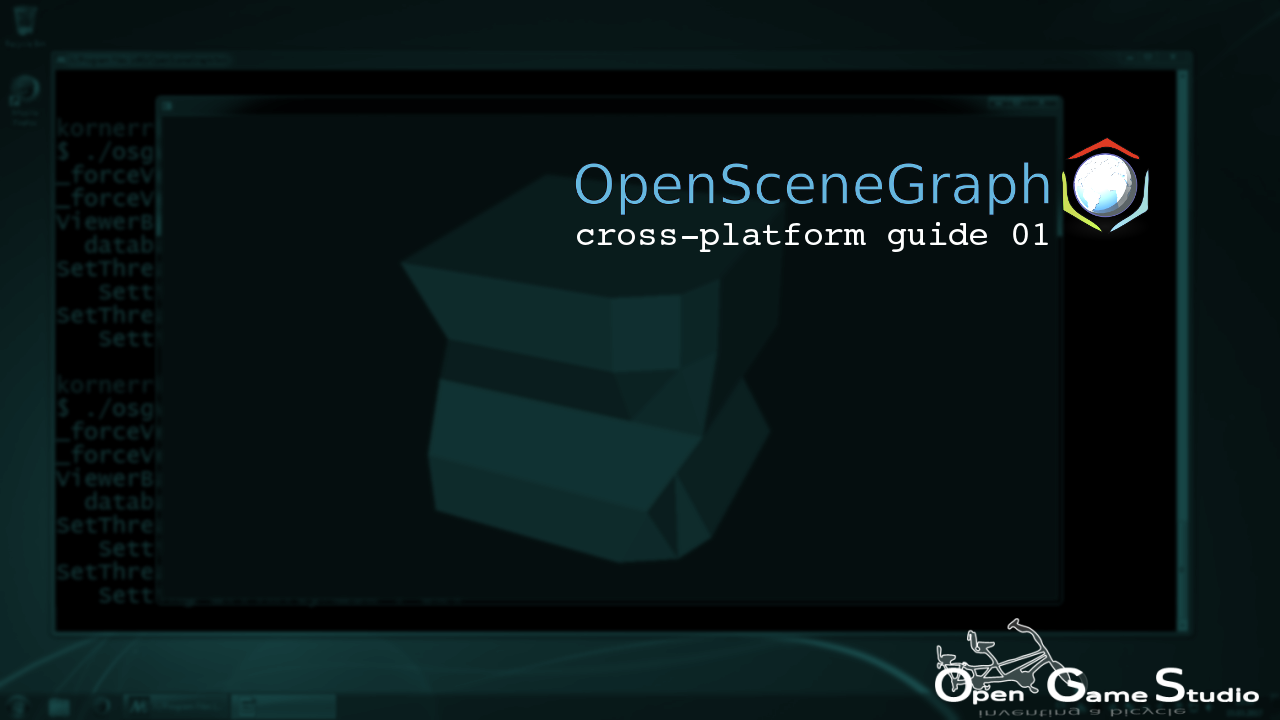 OpenSceneGraph
cross-platform guide 01
kornerr
$ ./osg
_forceV
_forceV
ViewerB
datab
SetThre
Sett
SetThre
Sett
kornerr
$ ./osg
_forceV
_forceV
ViewerB
datab
SetThre
Sett
SetThre
Sett
Open Game Studio
inventing a bicycle